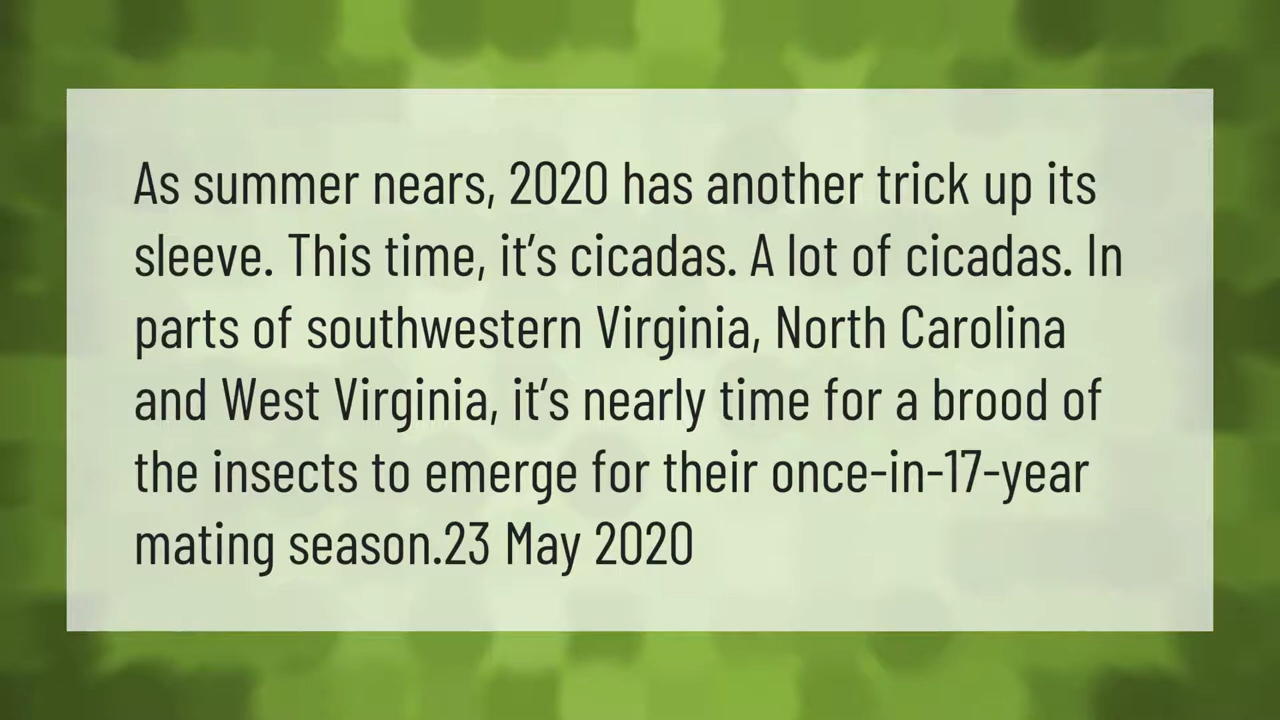 As summer nears, 2020 has another trick up its
sleeve. This time, it’s cicadas. A lot of cicadas. In
parts of southwestern Virginia, North Carolina
and West Virginia, it’s nearly time for a brood of
the insects to emerge for their once-in-17-year
mating season.23 May 2020